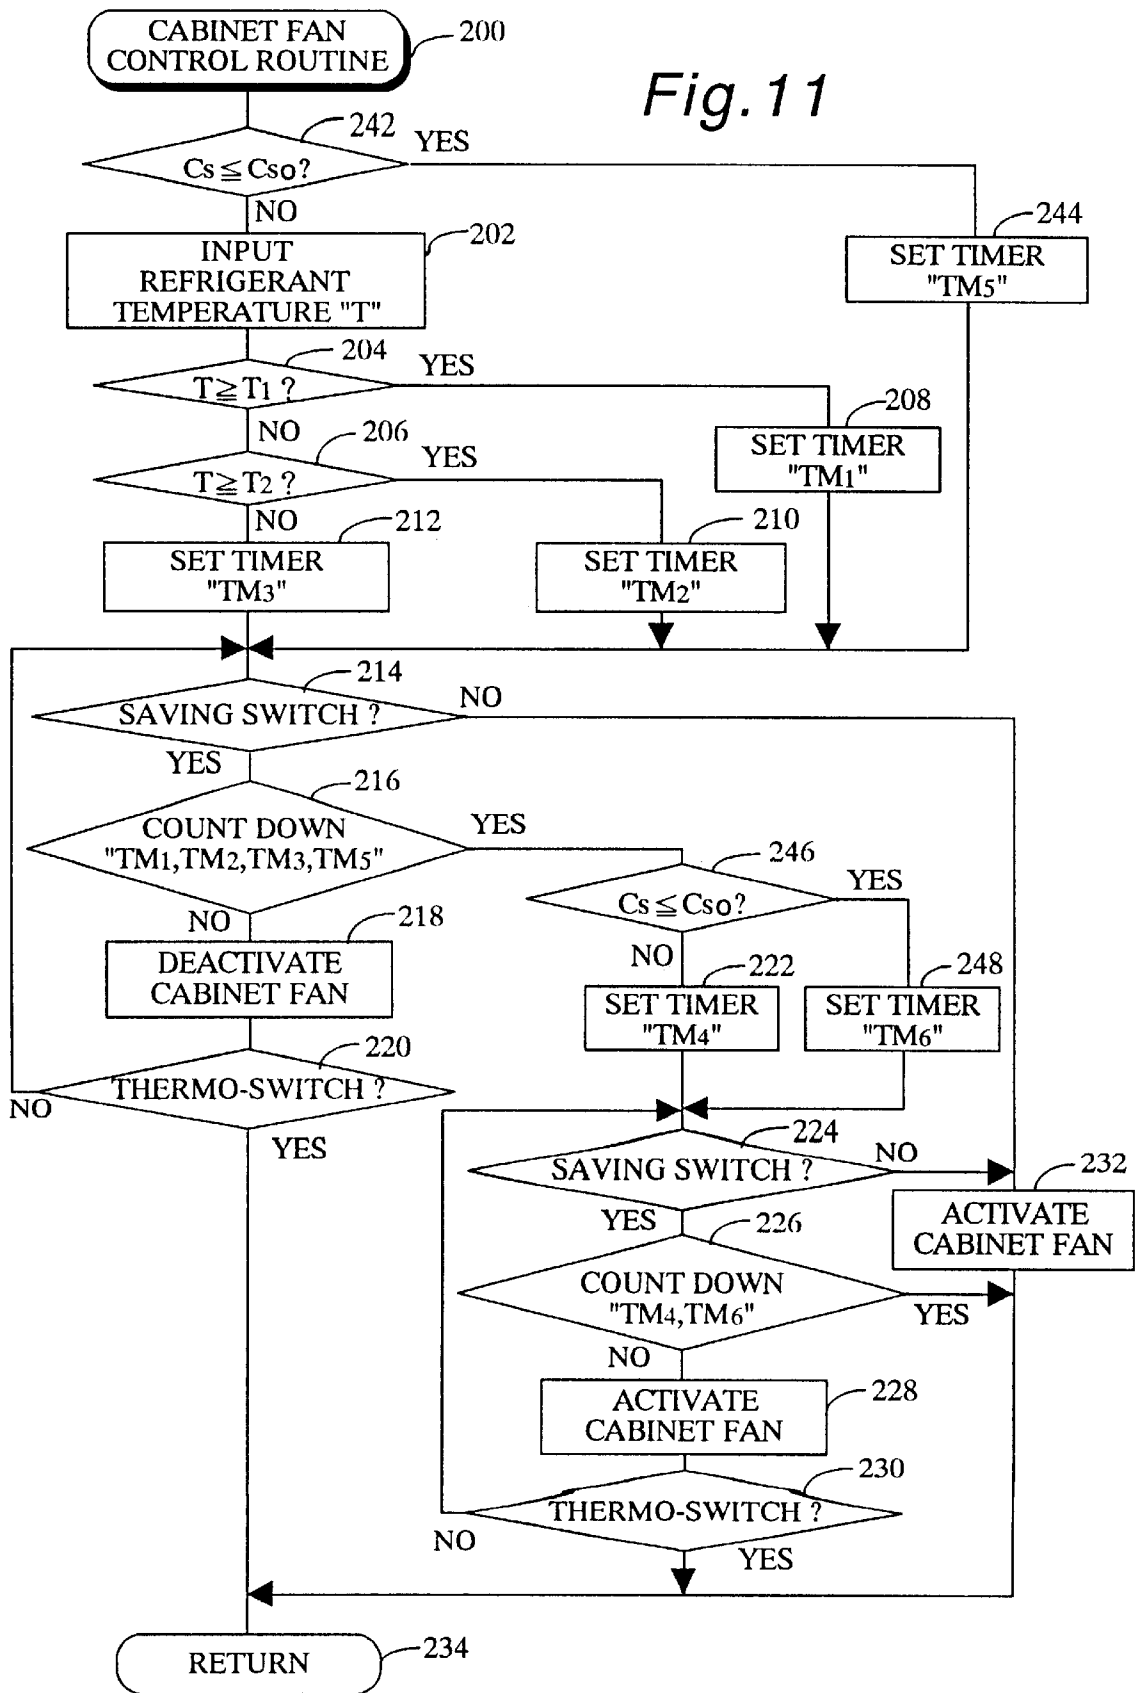 CABINET FAN
CONTROL ROUTINE
200
Fig.11
242
YES
Cs≦Cso?
NO
244
202
INPUT
REFRIGERANT
TEMPERATURE "T"
SET TIMER
"TM5"
204
YES
T≧T1 ?
NO
208
206
YES
SET TIMER
"TM1"
T≧T2 ?
NO
212
210
SET TIMER
"TM3"
SET TIMER
"TM2"
214
NO
SAVING SWITCH ?
YES
216
COUNT DOWN
"TM1,TM2,TM3,TM5"
YES
246
YES
Cs≦Cso?
NO
218
DEACTIVATE
CABINET FAN
NO
222
248
SET TIMER
"TM4"
SET TIMER
"TM6"
220
THERMO-SWITCH ?
NO
YES
224
NO
SAVING SWITCH ?
232
YES
226
ACTIVATE
CABINET FAN
COUNT DOWN
"TM4,TM6"
YES
NO
228
ACTIVATE
CABINET FAN
230
THERMO-SWITCH ?
NO
YES
RETURN
234